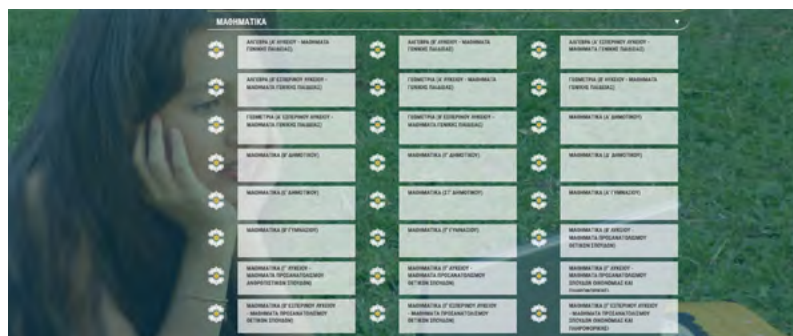 ΜΑΘΗΜΑΤΙΚΑ
ΑΛΓΕΒΡΑ (Α' ΛΥΚΕΙΟΥ - ΜΑΘΗΜΑΤΑ
ΓΕΝΙΚΗΣ ΠΑΙΔΕΙΑΣ)
ΑΛΓΕΒΡΑ (Β' ΛΥΚΕΙΟΥ - ΜΑΘΗΜΑΤΑ
ΓΕΝΙΚΗΣ ΠΑΙΔΕΙΑΣ)
ΑΛΓΕΒΡΑ (Α' ΕΣΠΕΡΙΝΟΥ ΛΥΚΕΙΟΥ -
ΜΑΘΗΜΑΤΑ ΓΕΝΙΚΗΣ ΠΑΙΔΕΙΑΣ)
ΑΛΓΕΒΡΑ (Β' ΕΣΠΕΡΙΝΟΥ ΛΥΚΕΙΟΥ -
ΜΑΘΗΜΑΤΑ ΓΕΝΙΚΗΣ ΠΑΙΔΕΙΑΣ)
ΓΕΩΜΕΤΡΙΑ (Α' ΛΥΚΕΙΟΥ - ΜΑΘΗΜΑΤΑ
ΓΕΝΙΚΗΣ ΠΑΙΔΕΙΑΣ)
ΓΕΩΜΕΤΡΙΑ (Β' ΛΥΚΕΙΟΥ - ΜΑΘΗΜΑΤΑ
ΓΕΝΙΚΗΣ ΠΑΙΔΕΙΑΣ)
ΓΕΩΜΕΤΡΙΑ (Α' ΕΣΠΕΡΙΝΟΥ ΛΥΚΕΙΟΥ -
ΜΑΘΗΜΑΤΑ ΓΕΝΙΚΗΣ ΠΑΙΔΕΙΑΣ)
ΓΕΩΜΕΤΡΙΑ (Β' ΕΣΠΕΡΙΝΟΥ ΛΥΚΕΙΟΥ -
ΜΑΘΗΜΑΤΑ ΓΕΝΙΚΗΣ ΠΑΙΔΕΙΑΣ)
ΜΑΘΗΜΑΤΙΚΑ (Α' ΔΗΜΟΤΙΚΟΥ)
ΜΑΘΗΜΑΤΙΚΑ (Β' ΔΗΜΟΤΙΚΟΥ)
ΜΑΘΗΜΑΤΙΚΑ (Γ' ΔΗΜΟΤΙΚΟΥ)
ΜΑΘΗΜΑΤΙΚΑ (Δ' ΔΗΜΟΤΙΚΟΥ)
ΜΑΘΗΜΑΤΙΚΑ (Ε' ΔΗΜΟΤΙΚΟΥ)
ΜΑΘΗΜΑΤΙΚΑ (ΣΤ' ΔΗΜΟΤΙΚΟΥ)
ΜΑΘΗΜΑΤΙΚΑ (Α' ΓΥΜΝΑΣΙΟΥ)
ΜΑΘΗΜΑΤΙΚΑ (Β' ΓΥΜΝΑΣΙΟΥ)
ΜΑΘΗΜΑΤΙΚΑ (Γ' ΓΥΜΝΑΣΙΟΥ)
ΜΑΘΗΜΑΤΙΚΑ (Β' ΛΥΚΕΙΟΥ -
ΜΑΘΗΜΑΤΑ ΠΡΟΣΑΝΑΤΟΛΙΣΜΟΥ
ΘΕΤΙΚΩΝ ΣΠΟΥΔΩΝ)
ΜΑΘΗΜΑΤΙΚΑ (Γ' ΛΥΚΕΙΟΥ -
ΜΑΘΗΜΑΤΑ ΠΡΟΣΑΝΑΤΟΛΙΣΜΟΥ
ΑΝΘΡΩΠΙΣΤΙΚΩΝ ΣΠΟΥΔΩΝ)
ΜΑΘΗΜΑΤΙΚΑ (Γ' ΛΥΚΕΙΟΥ -
ΜΑΘΗΜΑΤΑ ΠΡΟΣΑΝΑΤΟΛΙΣΜΟΥ
ΘΕΤΙΚΩΝ ΣΠΟΥΔΩΝ)
ΜΑΘΗΜΑΤΙΚΑ (Γ' ΛΥΚΕΙΟΥ -
ΜΑΘΗΜΑΤΑ ΠΡΟΣΑΝΑΤΟΛΙΣΜΟΥ
ΣΠΟΥΔΩΝ ΟΙΚΟΝΟΜΙΑΣ ΚΑΙ
ΠΛΗΡΟΦΟΡΙΚΗΣ)
ΜΑΘΗΜΑΤΙΚΑ (Β' ΕΣΠΕΡΙΝΟΥ ΛΥΚΕΙΟΥ
- ΜΑΘΗΜΑΤΑ ΠΡΟΣΑΝΑΤΟΛΙΣΜΟΥ
ΘΕΤΙΚΩΝ ΣΠΟΥΔΩΝ)
ΜΑΘΗΜΑΤΙΚΑ (Γ' ΕΣΠΕΡΙΝΟΥ ΛΥΚΕΙΟΥ
- ΜΑΘΗΜΑΤΑ ΠΡΟΣΑΝΑΤΟΛΙΣΜΟΥ
ΘΕΤΙΚΩΝ ΣΠΟΥΔΩΝ)
ΜΑΘΗΜΑΤΙΚΑ (Γ' ΕΣΠΕΡΙΝΟΥ ΛΥΚΕΙΟΥ
- ΜΑΘΗΜΑΤΑ ΠΡΟΣΑΝΑΤΟΛΙΣΜΟΥ
ΣΠΟΥΔΩΝ ΟΙΚΟΝΟΜΙΑΣ ΚΑΙ
ΠΛΗΡΟΦΟΡΙΚΗΣ)